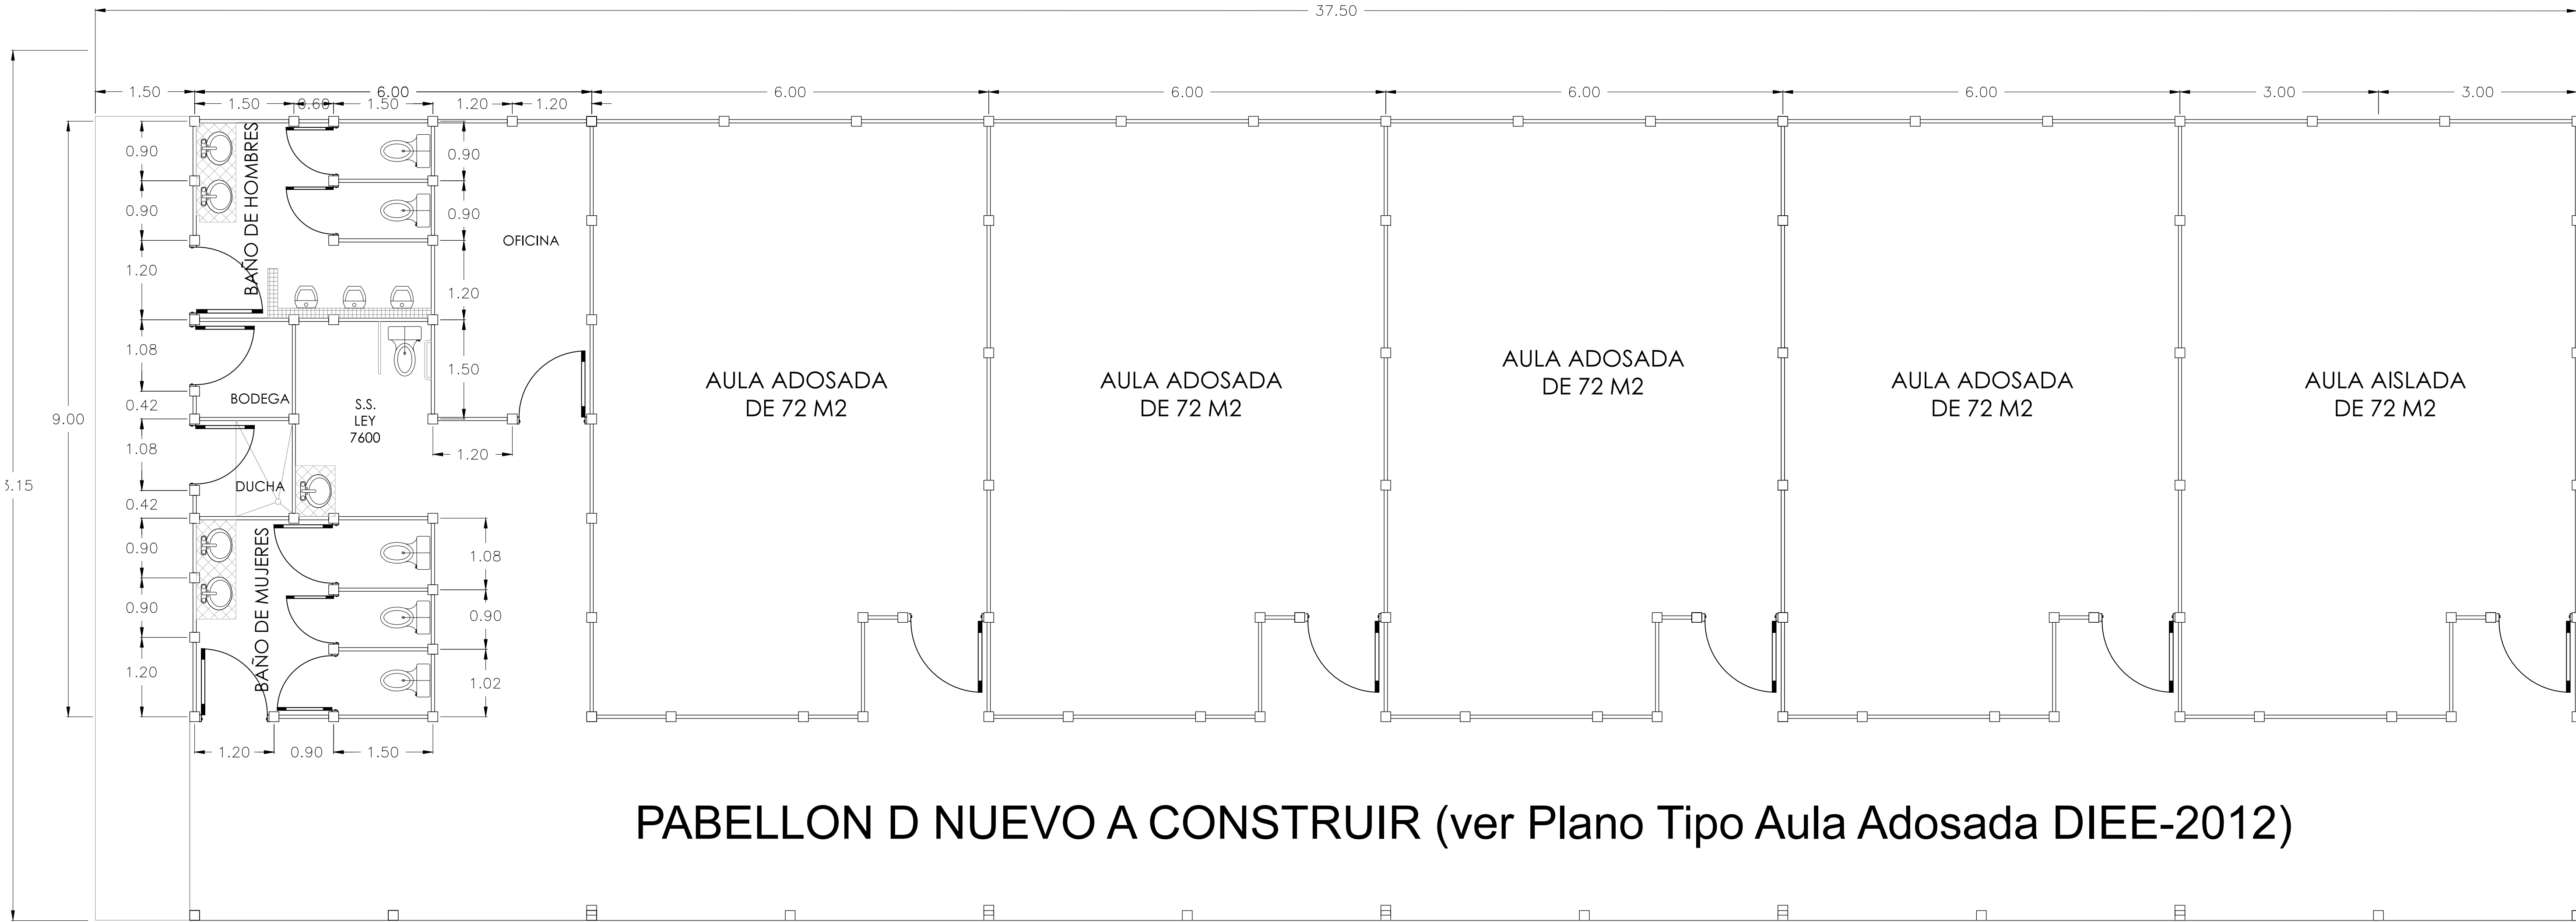 37.50
1.50
6.00
6.00
6.00
6.00
6.00
3.00
3.00
1.50
0.60
1.50
1.20
1.20
0.90
0.90
1.20
1.08
0.42
1.08
0.42
0.90
0.90
1.20
9.00
BAÑO DE HOMBRES
0.90
0.90
1.20
1.50
1.20
OFICINA
BODEGA
S.S.
LEY
7600
DUCHA
BAÑO DE MUJERES
1.08
0.90
1.02
1.20
0.90
1.50
AULA ADOSADA
DE 72 M2
AULA ADOSADA
DE 72 M2
AULA ADOSADA
DE 72 M2
AULA ADOSADA
DE 72 M2
AULA AISLADA
DE 72 M2
PABELLON D NUEVO A CONSTRUIR (ver Plano Tipo Aula Adosada DIEE-2012)